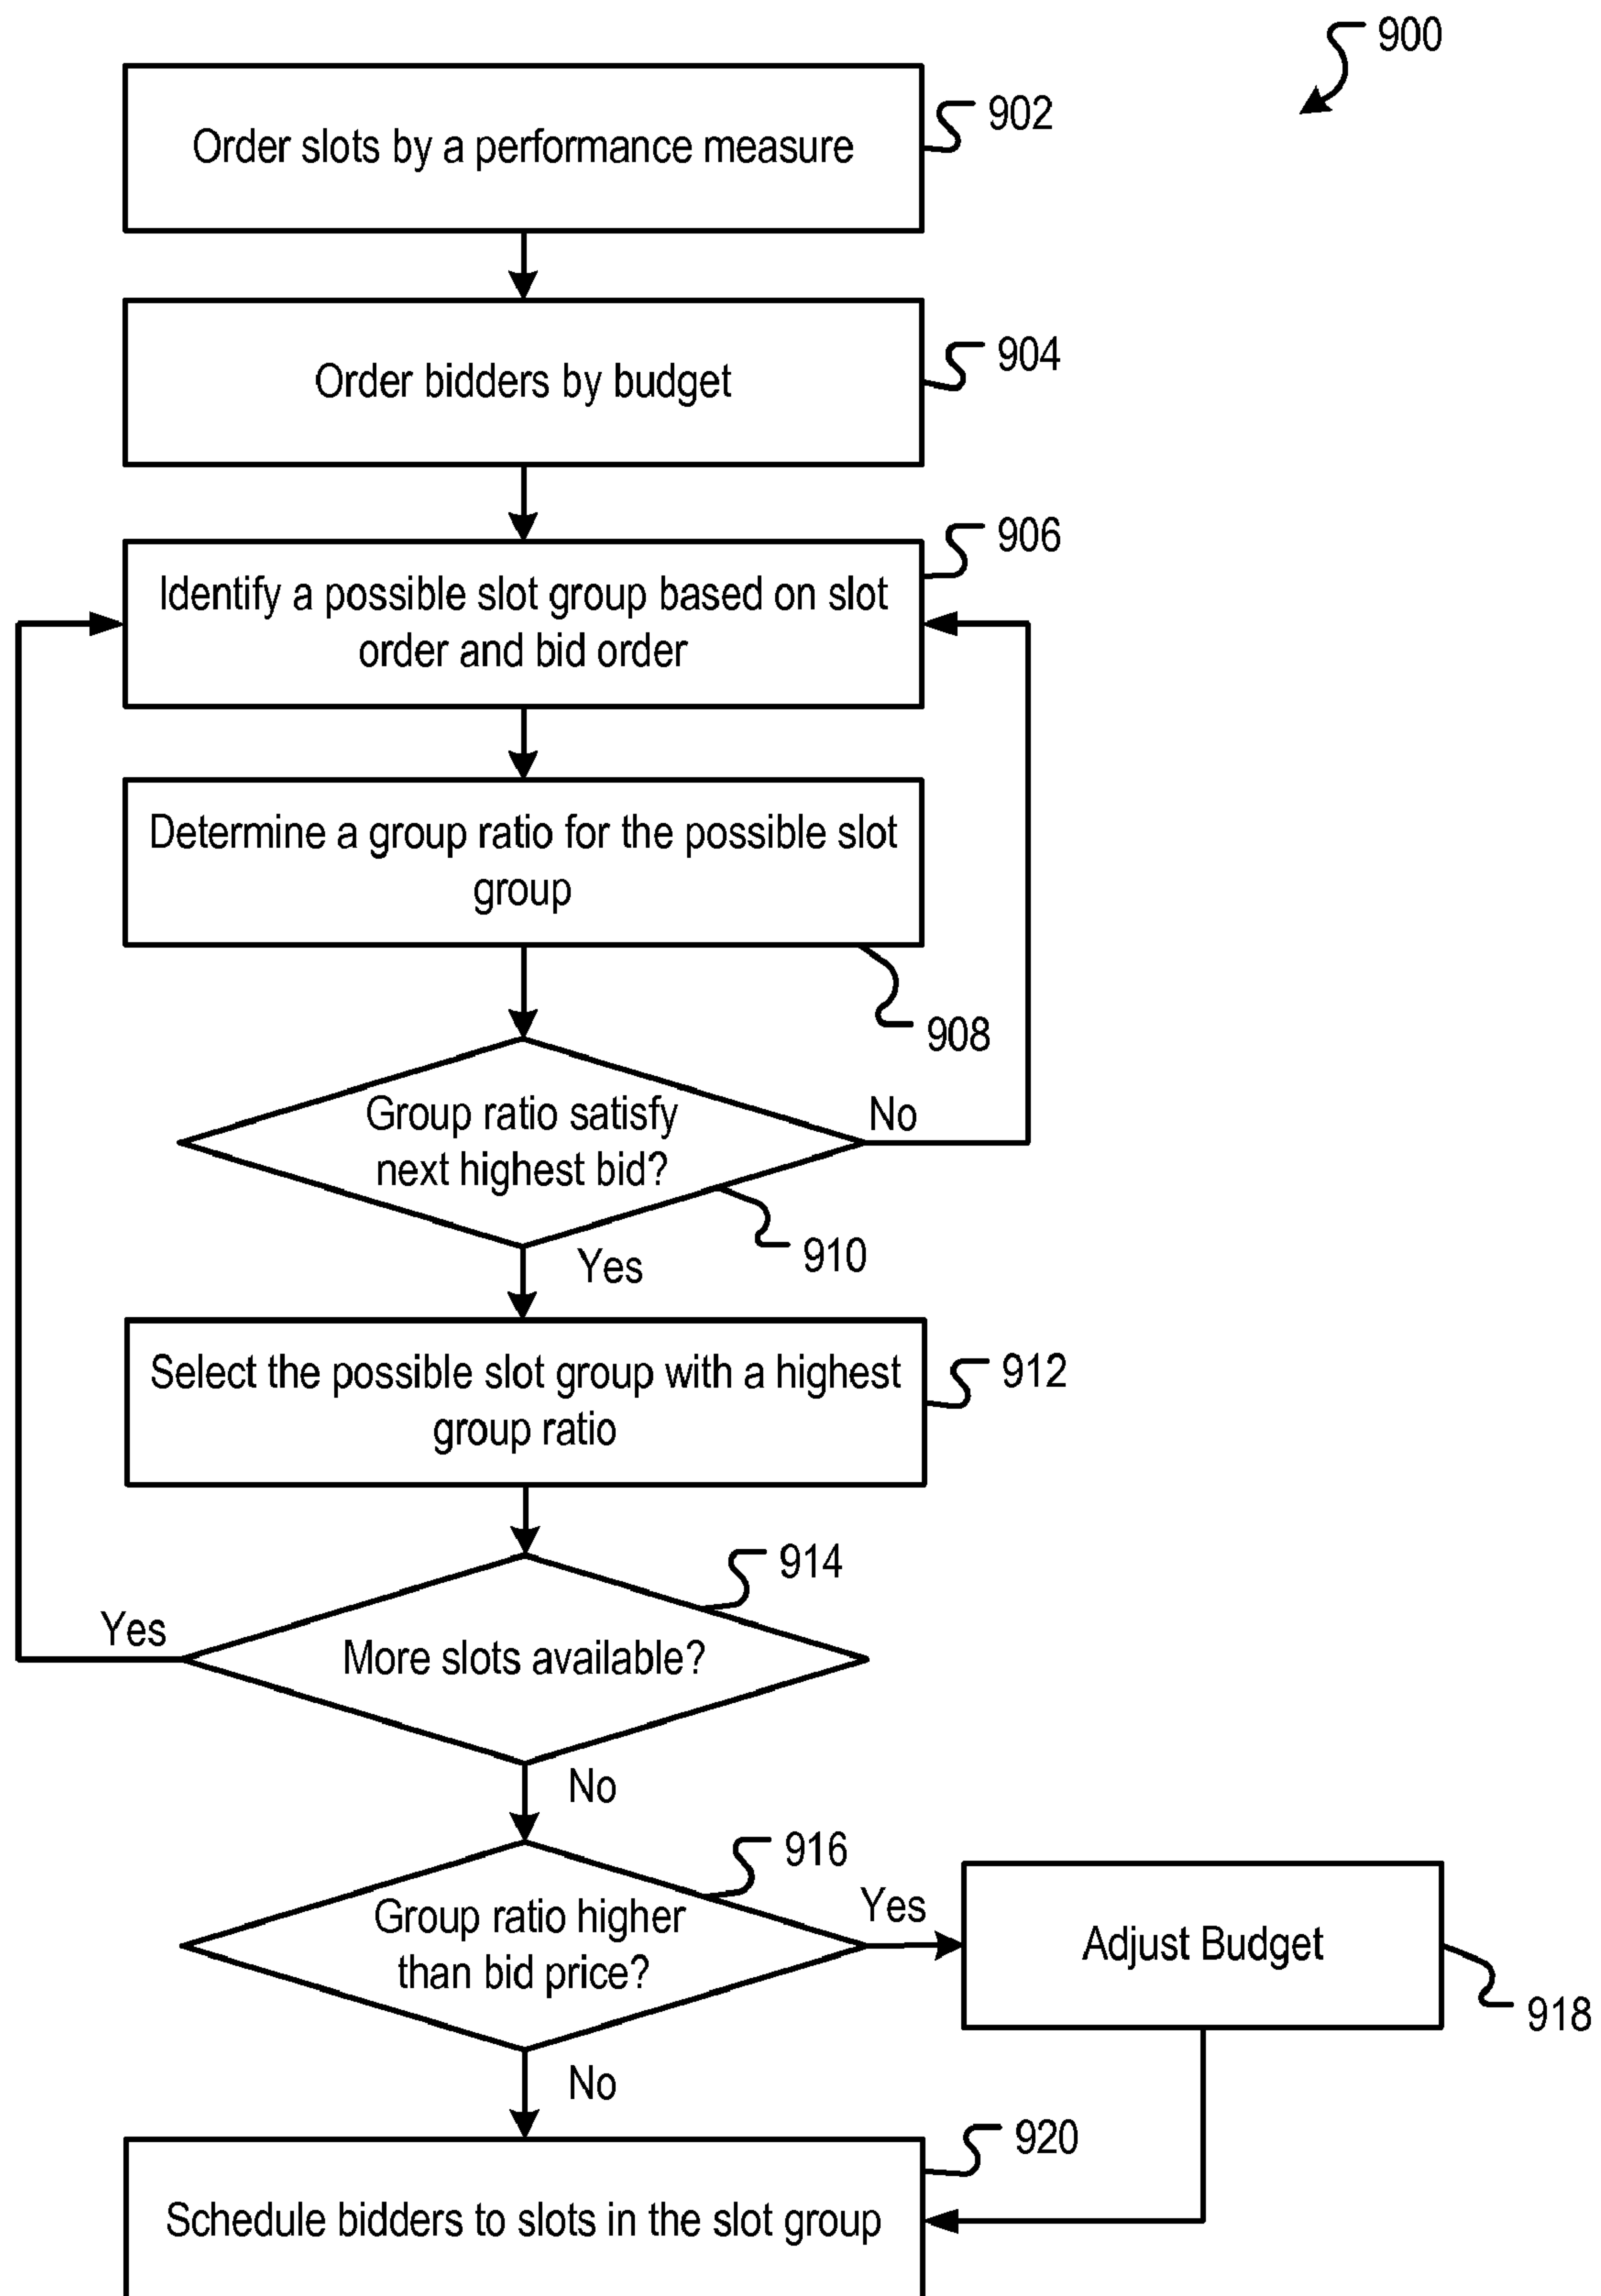 900
Order slots by a performance measure
902
Order bidders by budget
904
906
Identify a possible slot group based on slot
order and bid order
Determine a group ratio for the possible slot
group
908
Group ratio satisfy
next highest bid?
No
910
Yes
Select the possible slot group with a highest
group ratio
912
914
Yes
More slots available?
No
916
Group ratio higher
than bid price?
Yes
Adjust Budget
918
No
920
Schedule bidders to slots in the slot group